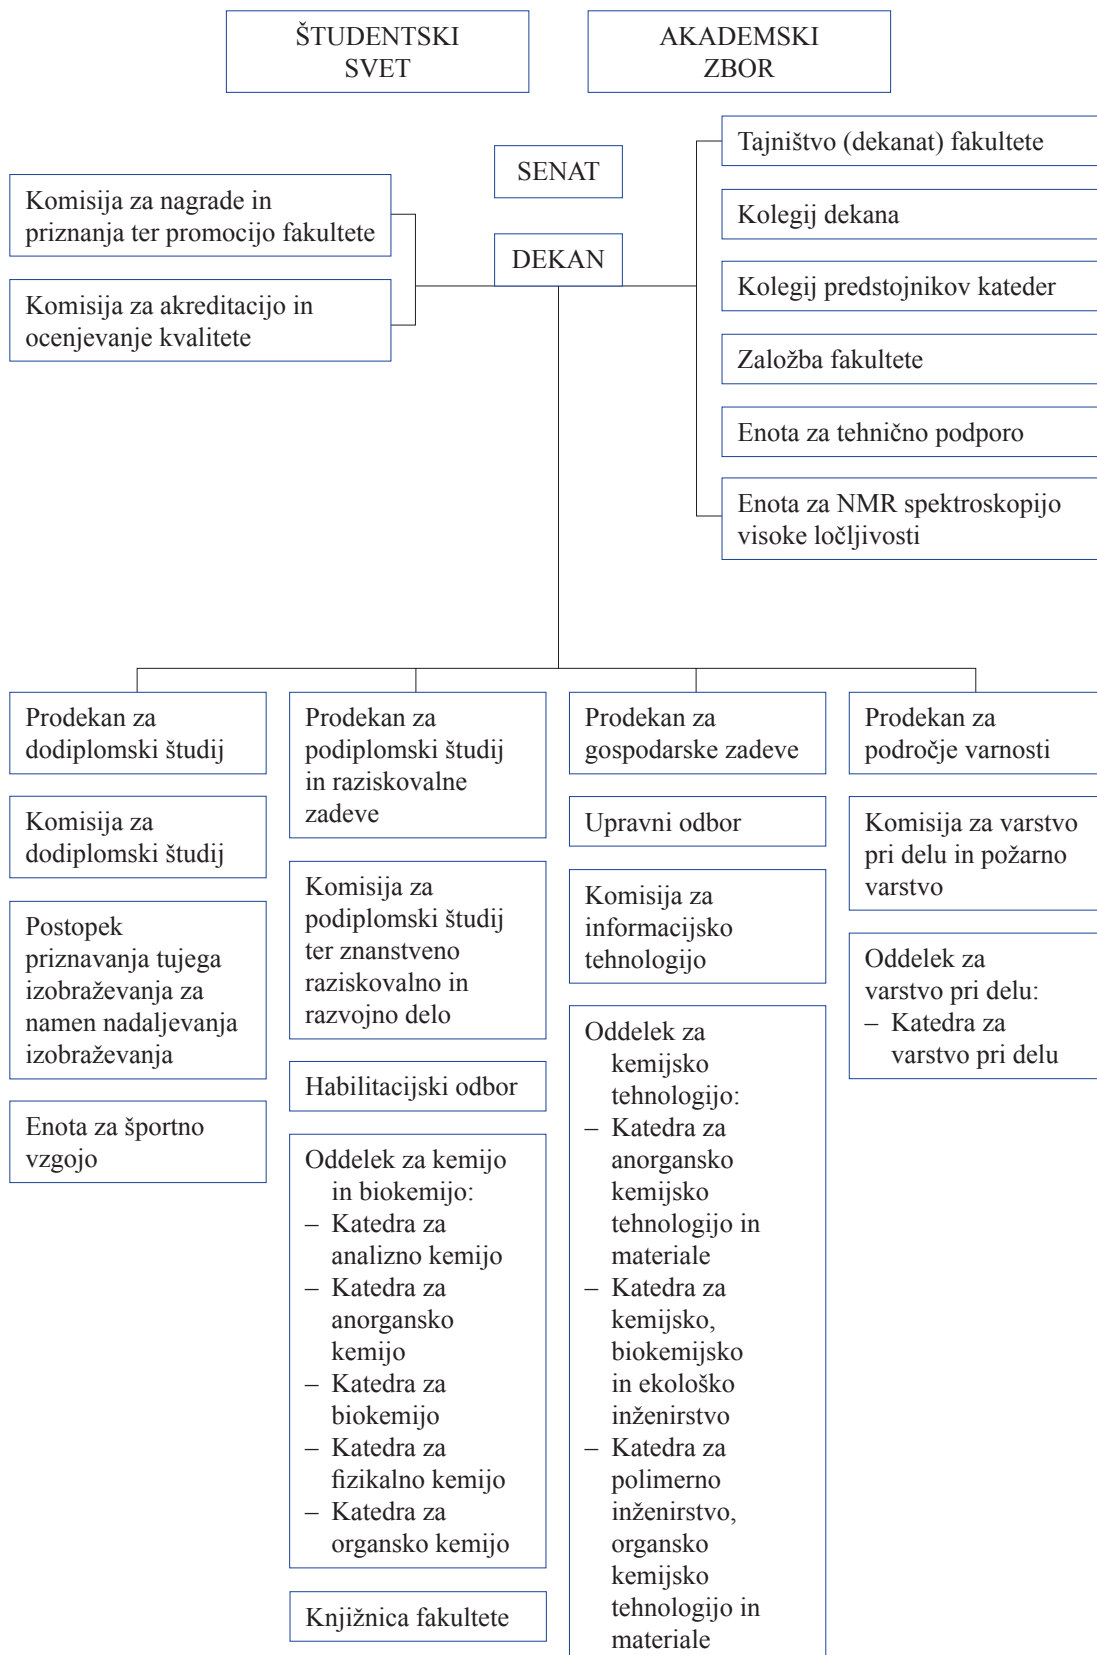 ŠTUDENTSKI
SVET
AKADEMSKI
ZBOR
SENAT
DEKAN
Komisija za nagrade in
priznanja ter promocijo fakultete
Komisija za akreditacijo in
ocenjevanje kvalitete
Tajništvo (dekanat) fakultete
Kolegij dekana
Kolegij predstojnikov kateder
Založba fakultete
Enota za tehnično podporo
Enota za NMR spektroskopijo
visoke ločljivosti
Prodekan za
dodiplomski študij
Komisija za
dodiplomski študij
Postopek
priznavanja tujega
izobraževanja za
namen nadaljevanja
izobraževanja
Enota za športno
vzgojo
Prodekan za
podiplomski študij
in raziskovalne
zadeve
Komisija za
podiplomski študij
ter znanstveno
raziskovalno in
razvojno delo
Habilitacijski odbor
Oddelek za kemijo
in biokemijo:
– Katedra za
analizno kemijo
– Katedra za
anorgansko
kemijo
– Katedra za
biokemijo
– Katedra za
fizikalno kemijo
– Katedra za
organsko kemijo
Knjižnica fakultete
Prodekan za
gospodarske zadeve
Upravni odbor
Komisija za
informacijsko
tehnologijo
Oddelek za
kemijsko
tehnologijo:
– Katedra za
anorgansko
kemijsko
tehnologijo in
materiale
– Katedra za
kemijsko,
biokemijsko
in ekološko
inženirstvo
– Katedra za
polimerno
inženirstvo,
organsko
kemijsko
tehnologijo in
materiale
Prodekan za
področje varnosti
Komisija za varstvo
pri delu in požarno
varstvo
Oddelek za
varstvo pri delu:
– Katedra za
varstvo pri delu